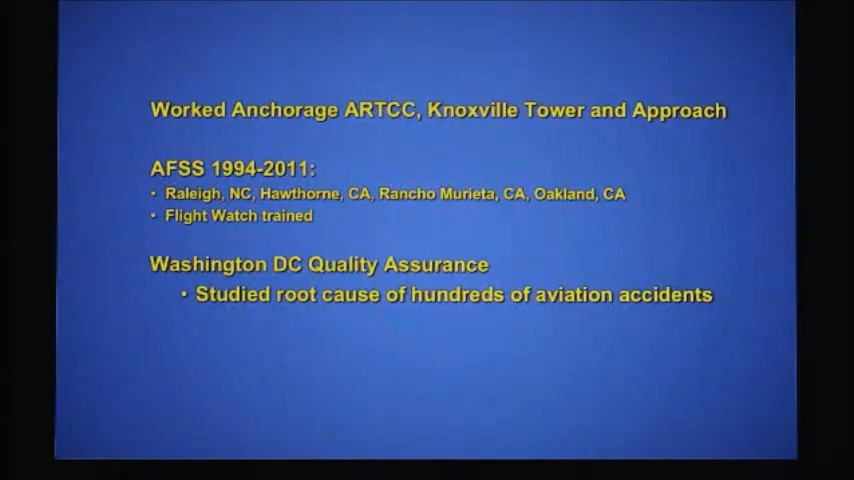 Worked Anchorage ARTCC, Knoxville Tower and Approach
AFSS 1994-2011:
• Raleigh, NC, Hawthorne, CA, Rancho Murieta, CA, Oakland, CA
• Flight Watch trained
Washington DC Quality Assurance
• Studied root cause of hundreds of aviation accidents